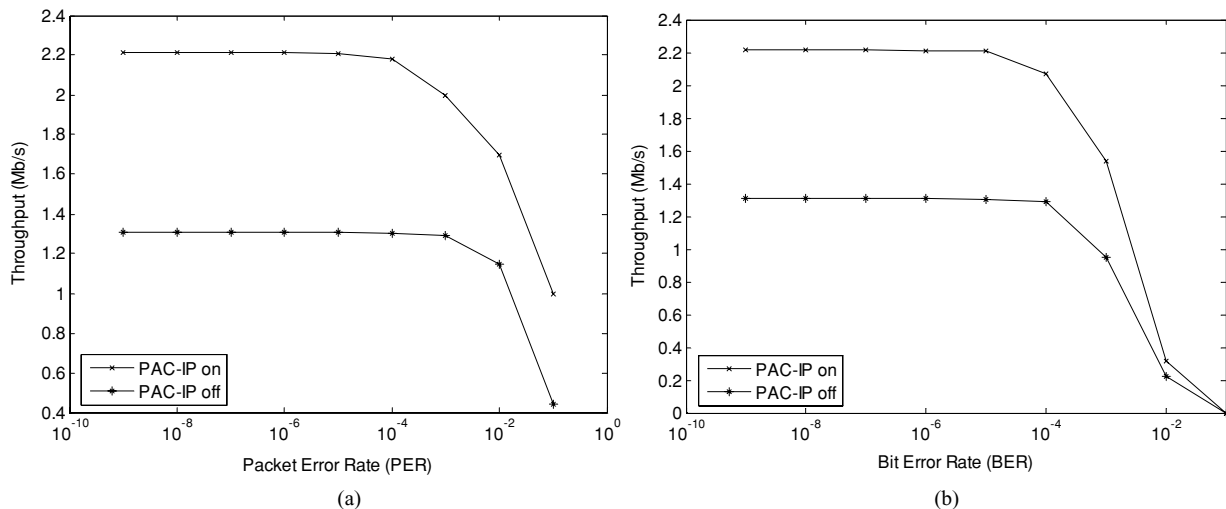 2.4
2.2
2
1.8
1.6
1.4
1.2
1
0.8
0.6
0.4
Throughput (Mb/s)
PAC-IP on
PAC-IP off
10^-10 10^-8 10^-6 10^-4 10^-2 10^0
Packet Error Rate (PER)
(a)
2.4
2.2
2
1.8
1.6
1.4
1.2
1
0.8
0.6
0.4
0.2
0
Throughput (Mb/s)
PAC-IP on
PAC-IP off
10^-10 10^-8 10^-6 10^-4 10^-2
Bit Error Rate (BER)
(b)